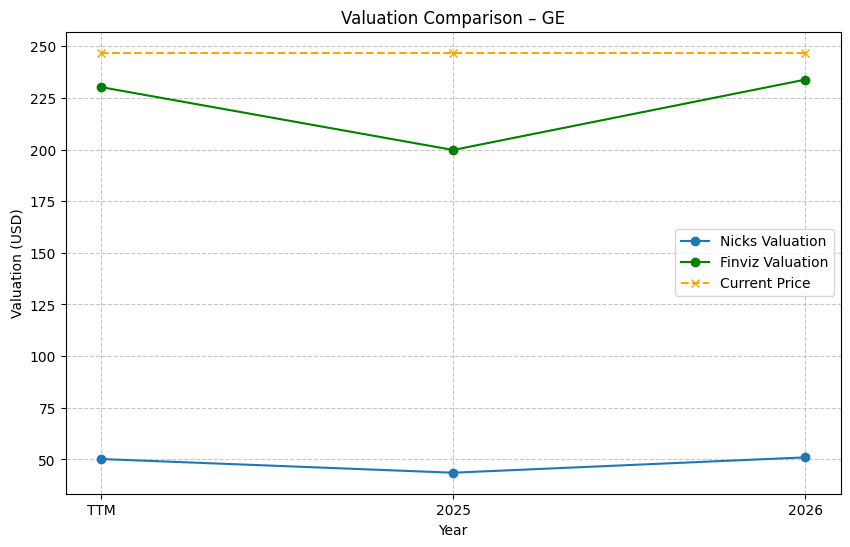 Valuation Comparison – GE
Valuation (USD)
250
225
200
175
150
125
100
75
50
Nicks Valuation
Finviz Valuation
Current Price
TTM
2025
2026
Year